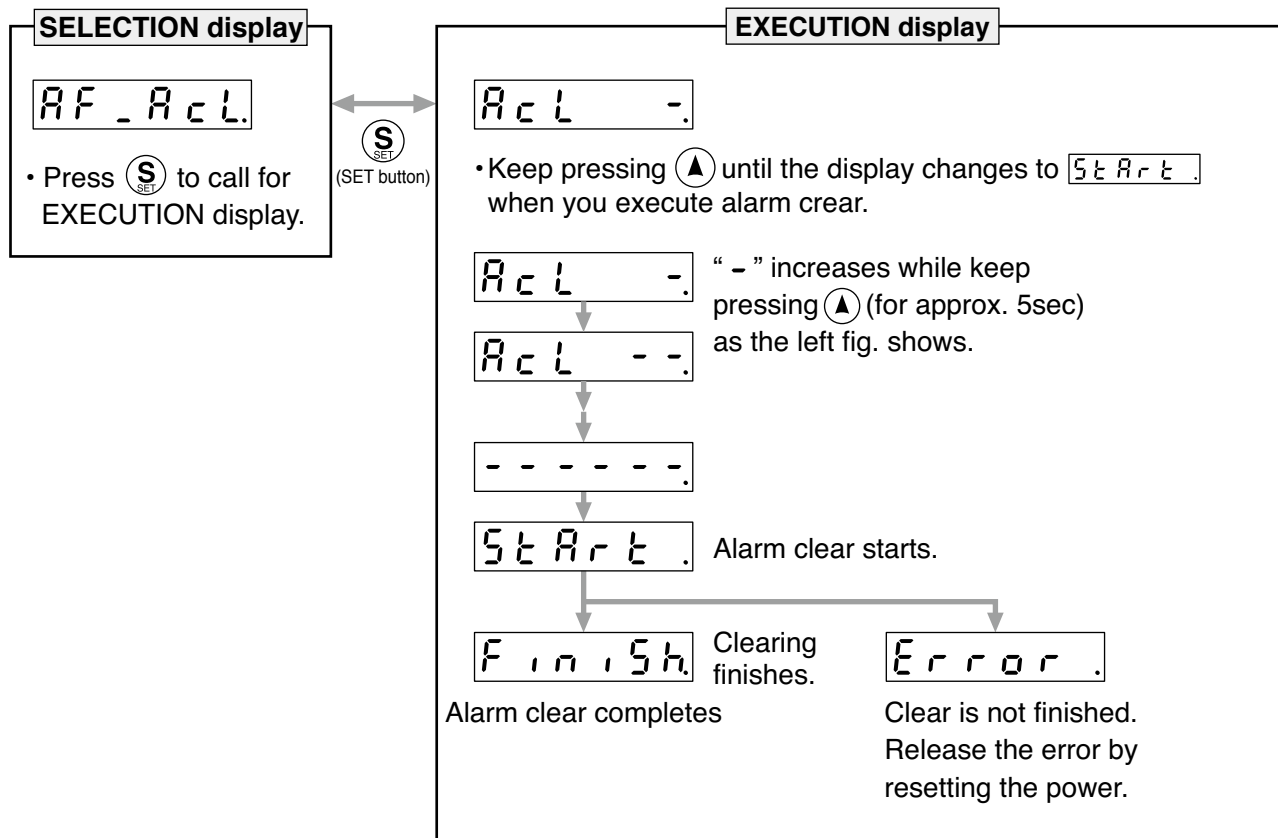 SELECTION display
AF_AcL.
• Press S SET to call for
EXECUTION display.
S SET
(SET button)
EXECUTION display
AcL -.
• Keep pressing ▲ until the display changes to StArt .
when you execute alarm crear.
AcL -.
“ - ” increases while keep
pressing ▲ (for approx. 5sec)
as the left fig. shows.
AcL --.
------.
StArt .
Alarm clear starts.
FiniSh.
Clearing
finishes.
Alarm clear completes
Error .
Clear is not finished.
Release the error by
resetting the power.